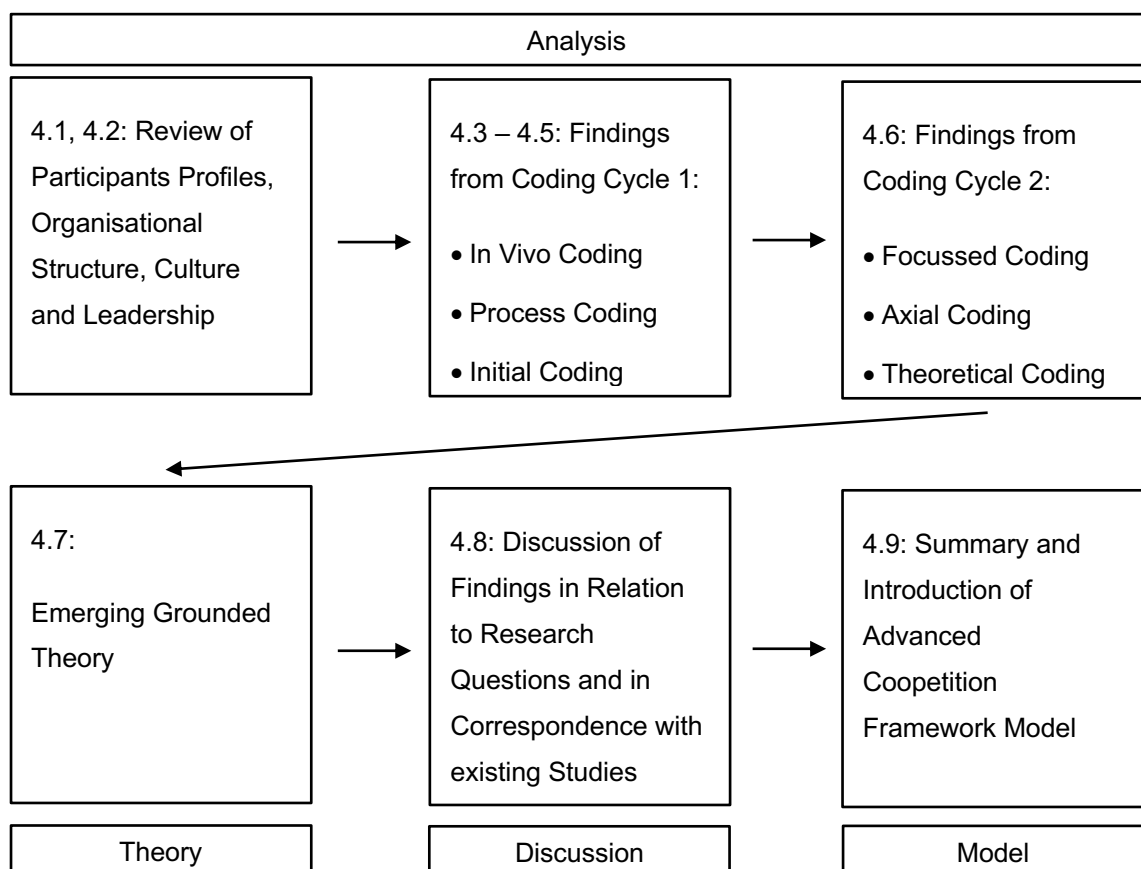 Analysis
4.1, 4.2: Review of
Participants Profiles,
Organisational
Structure, Culture
and Leadership
4.3 – 4.5: Findings
from Coding Cycle 1:
• In Vivo Coding
• Process Coding
• Initial Coding
4.6: Findings from
Coding Cycle 2:
• Focussed Coding
• Axial Coding
• Theoretical Coding
4.7:
Emerging Grounded
Theory
4.8: Discussion of
Findings in Relation
to Research
Questions and in
Correspondence with
existing Studies
4.9: Summary and
Introduction of
Advanced
Coopetition
Framework Model
Theory
Discussion
Model